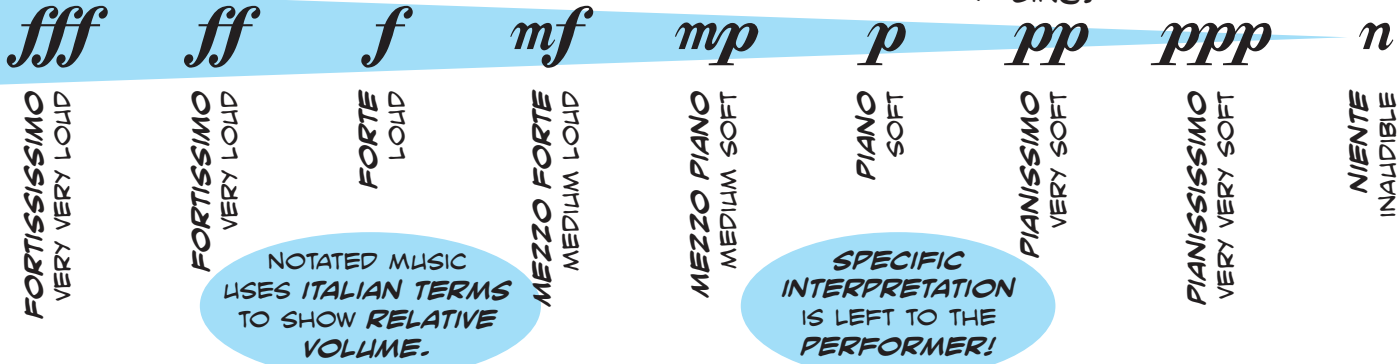 fff ff f mf mp p pp ppp n
FORTISSISSIMO
VERY VERY LOUD
FORTISSIMO
VERY LOUD
FORTE
LOUD
MEZZO FORTE
MEDIUM LOUD
MEZZO PIANO
MEDIUM SOFT
PIANO
SOFT
PIANISSIMO
VERY SOFT
PIANISSISSIMO
VERY VERY SOFT
NIENTE
INAUDIBLE
NOTATED MUSIC
USES ITALIAN TERMS
TO SHOW RELATIVE
VOLUME.
SPECIFIC
INTERPRETATION
IS LEFT TO THE
PERFORMER!